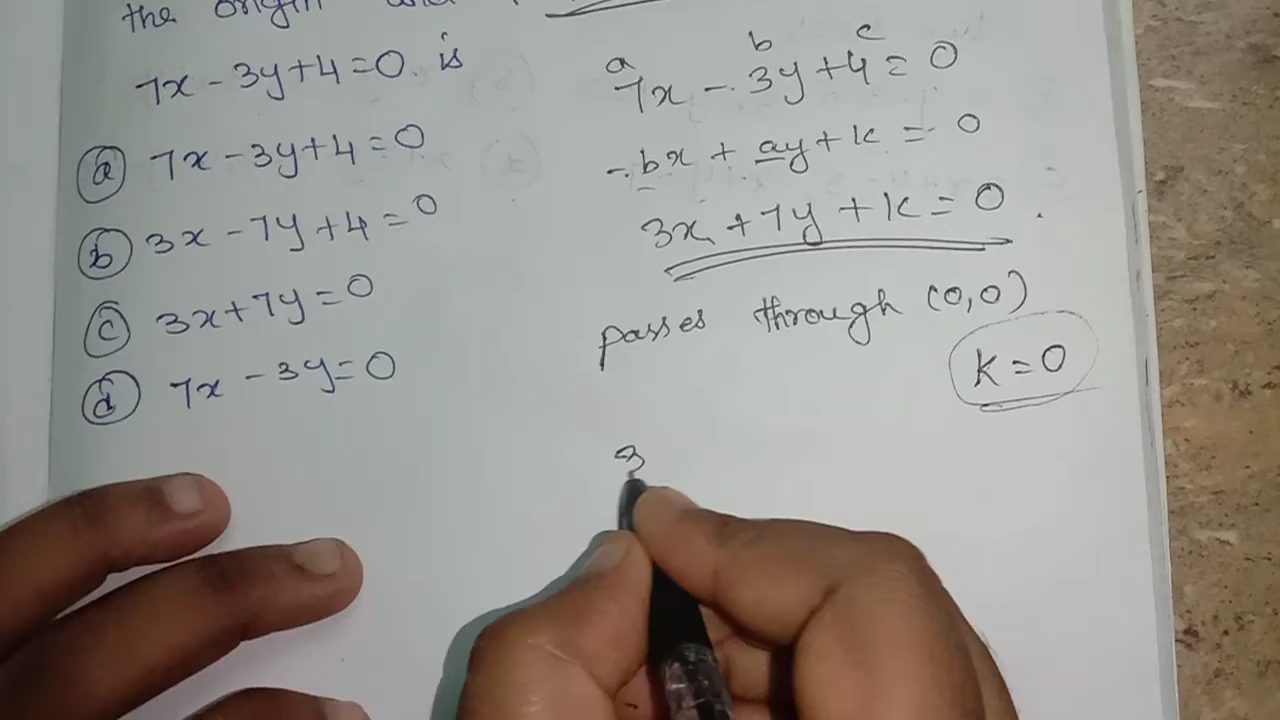 the origin and
7x - 3y + 4 = 0. is
(a) 7x - 3y + 4 = 0
(b) 3x - 7y + 4 = 0
(c) 3x + 7y = 0
(d) 7x - 3y = 0
a b c
7x - 3y + 4 = 0
- bx + ay + k = 0
3x + 7y + k = 0.
passes through (0,0)
k = 0
3